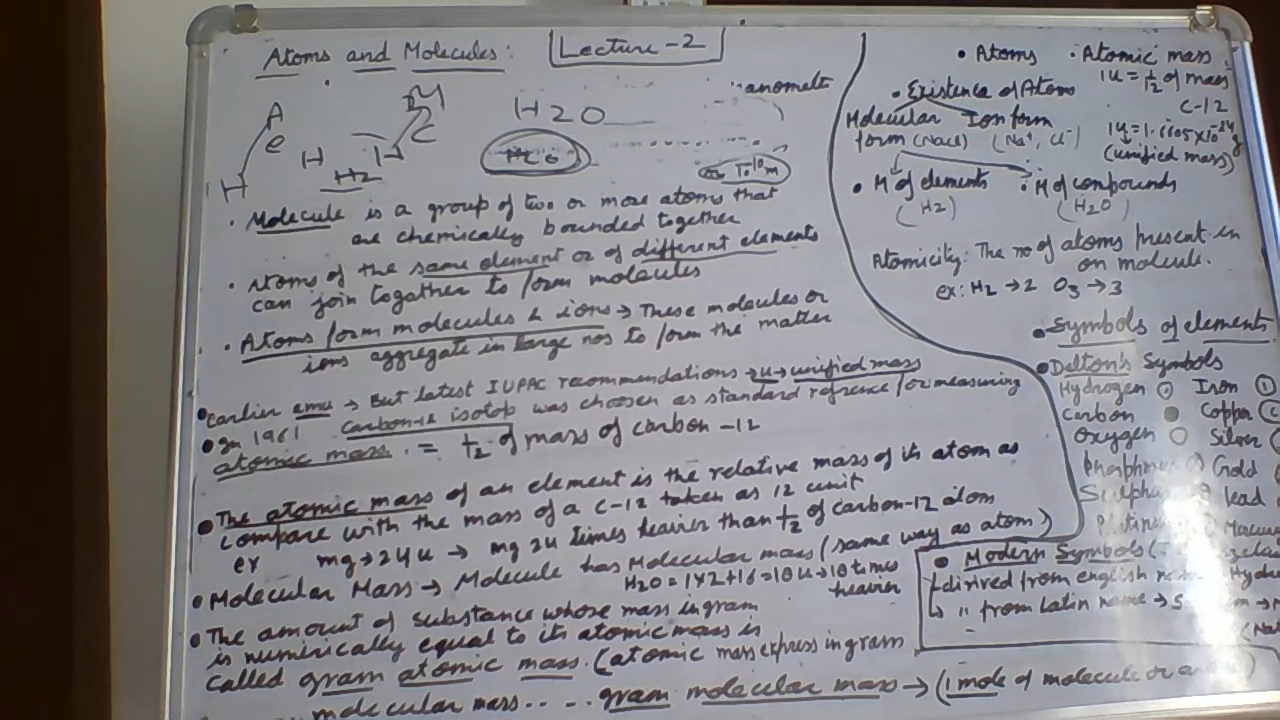 Atoms and Molecules:
Lecture-2
H2O
H2
or 10^-10 m
• Molecule is a group of two or more atoms that
are chemically bounded together
• Atoms of the same element or of different elements
can join together to form molecules
• Atoms form molecules & ions → These molecules or
ions aggregate in large nos to form the matter
• earlier amu → But latest IUPAC recommendations → u → unified mass
• In 1961 Carbon-12 isotop was choosen as standard refrence for measuring
atomic mass. = 1/12 of mass of carbon-12
• The atomic mass of an element is the relative mass of its atom as
compare with the mass of a C-12 taken as 12 unit
ex mg → 24u → mg 24 times heavier than 1/12 of carbon-12 atom
• Molecular Mass → Molecule has Molecular mass (same way as atom)
H2O = 1x2+16 = 18u → 18 times
heavier
• The amount of substance whose mass in gram
is numerically equal to its atomic mass is
called gram atomic mass. (atomic mass express in gram
molecular mass.. .. gram molecular mass → (1 mole of molecule or
• Atoms • Atomic mass
1u = 1/12 of mass
C-12
• Existence of Atoms
Molecular Ion form
form (NaCl) (Na+, Cl-)
(unified mass)
• M of elements • M of compounds
(H2) (H2O)
Atomicity: The no of atoms present in
on molecule.
ex: H2 → 2 O3 → 3
• Symbols of elements
• Dalton's Symbols
Hydrogen Iron
Carbon Copper
Oxygen Silver
Gold
Lead
• Modern Symbols (
→ dirived from english
→ " from Latin name →